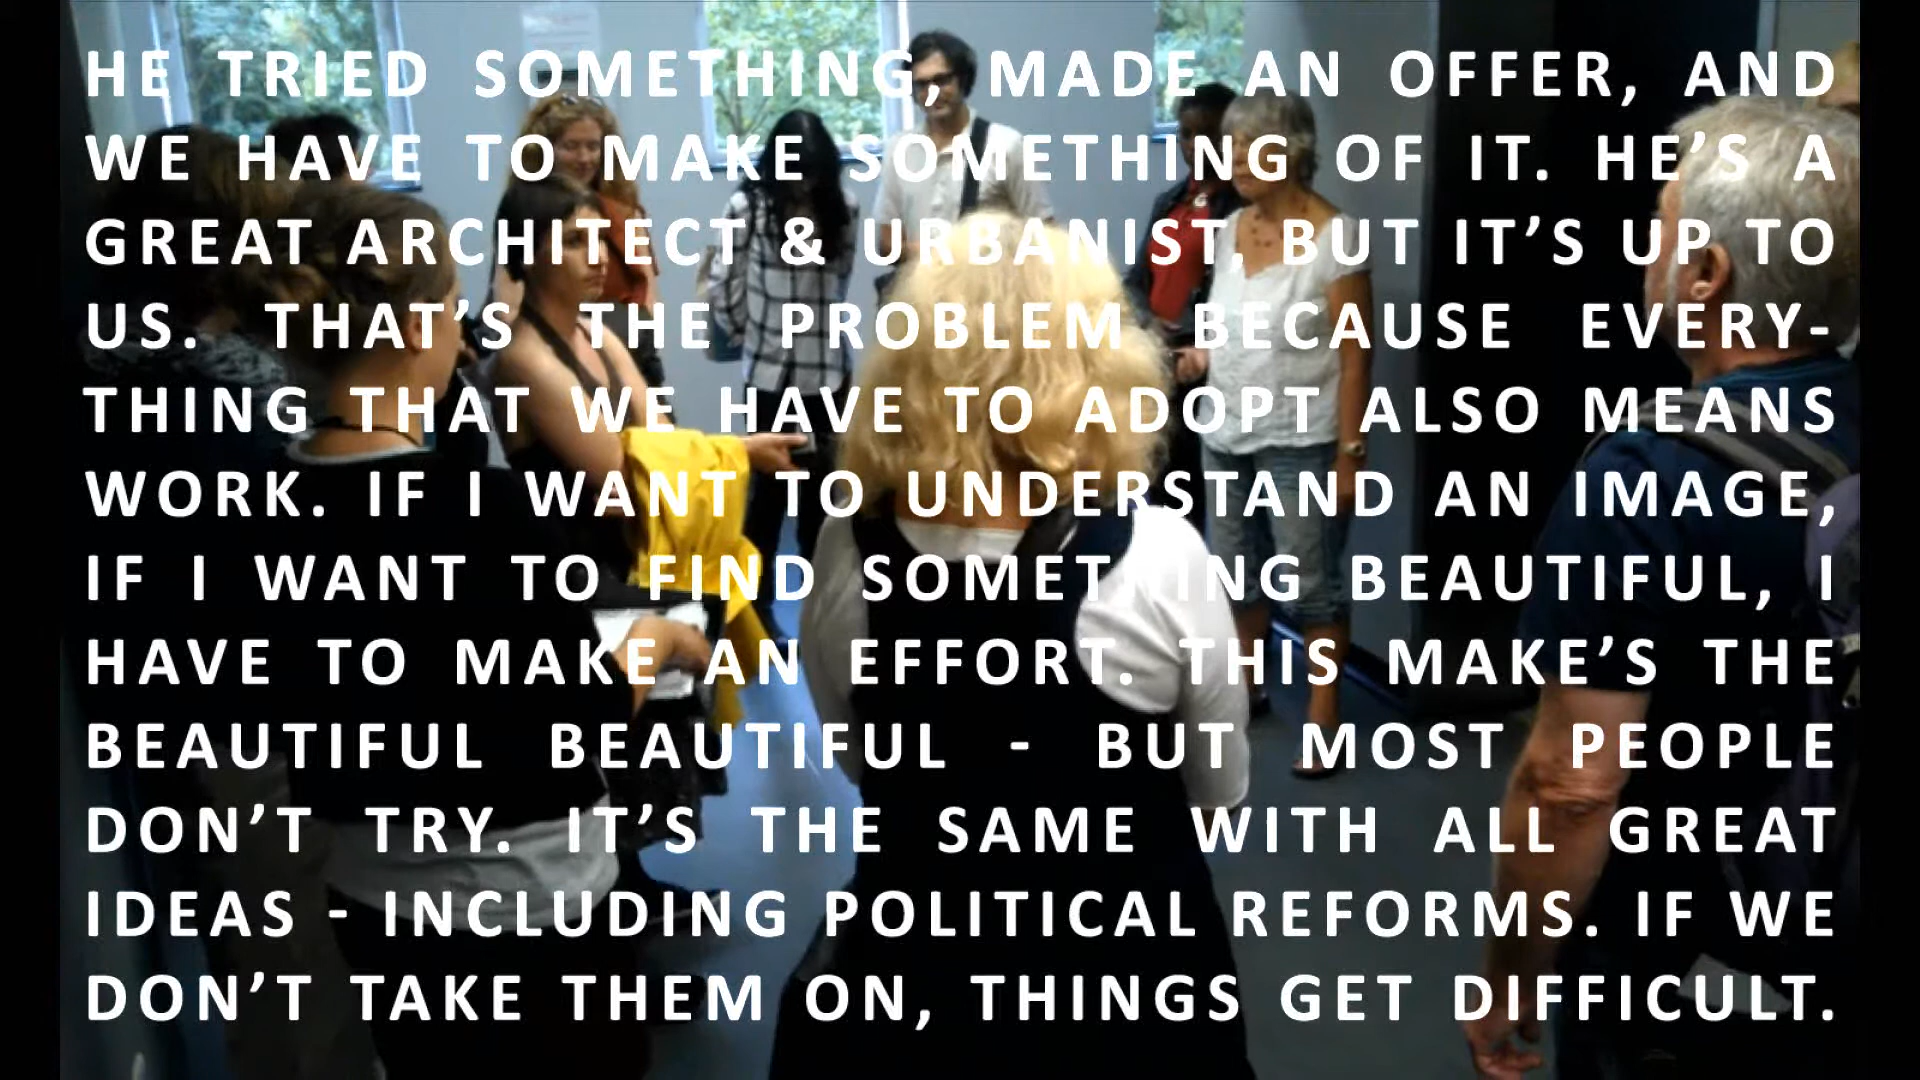 HE TRIED SOMETHING, MADE AN OFFER, AND
WE HAVE TO MAKE SOMETHING OF IT. HE’S A
GREAT ARCHITECT & URBANIST, BUT IT’S UP TO
US. THAT’S THE PROBLEM BECAUSE EVERY-
THING THAT WE HAVE TO ADOPT ALSO MEANS
WORK. IF I WANT TO UNDERSTAND AN IMAGE,
IF I WANT TO FIND SOMETHING BEAUTIFUL, I
HAVE TO MAKE AN EFFORT. THIS MAKE’S THE
BEAUTIFUL BEAUTIFUL - BUT MOST PEOPLE
DON’T TRY. IT’S THE SAME WITH ALL GREAT
IDEAS - INCLUDING POLITICAL REFORMS. IF WE
DON’T TAKE THEM ON, THINGS GET DIFFICULT.